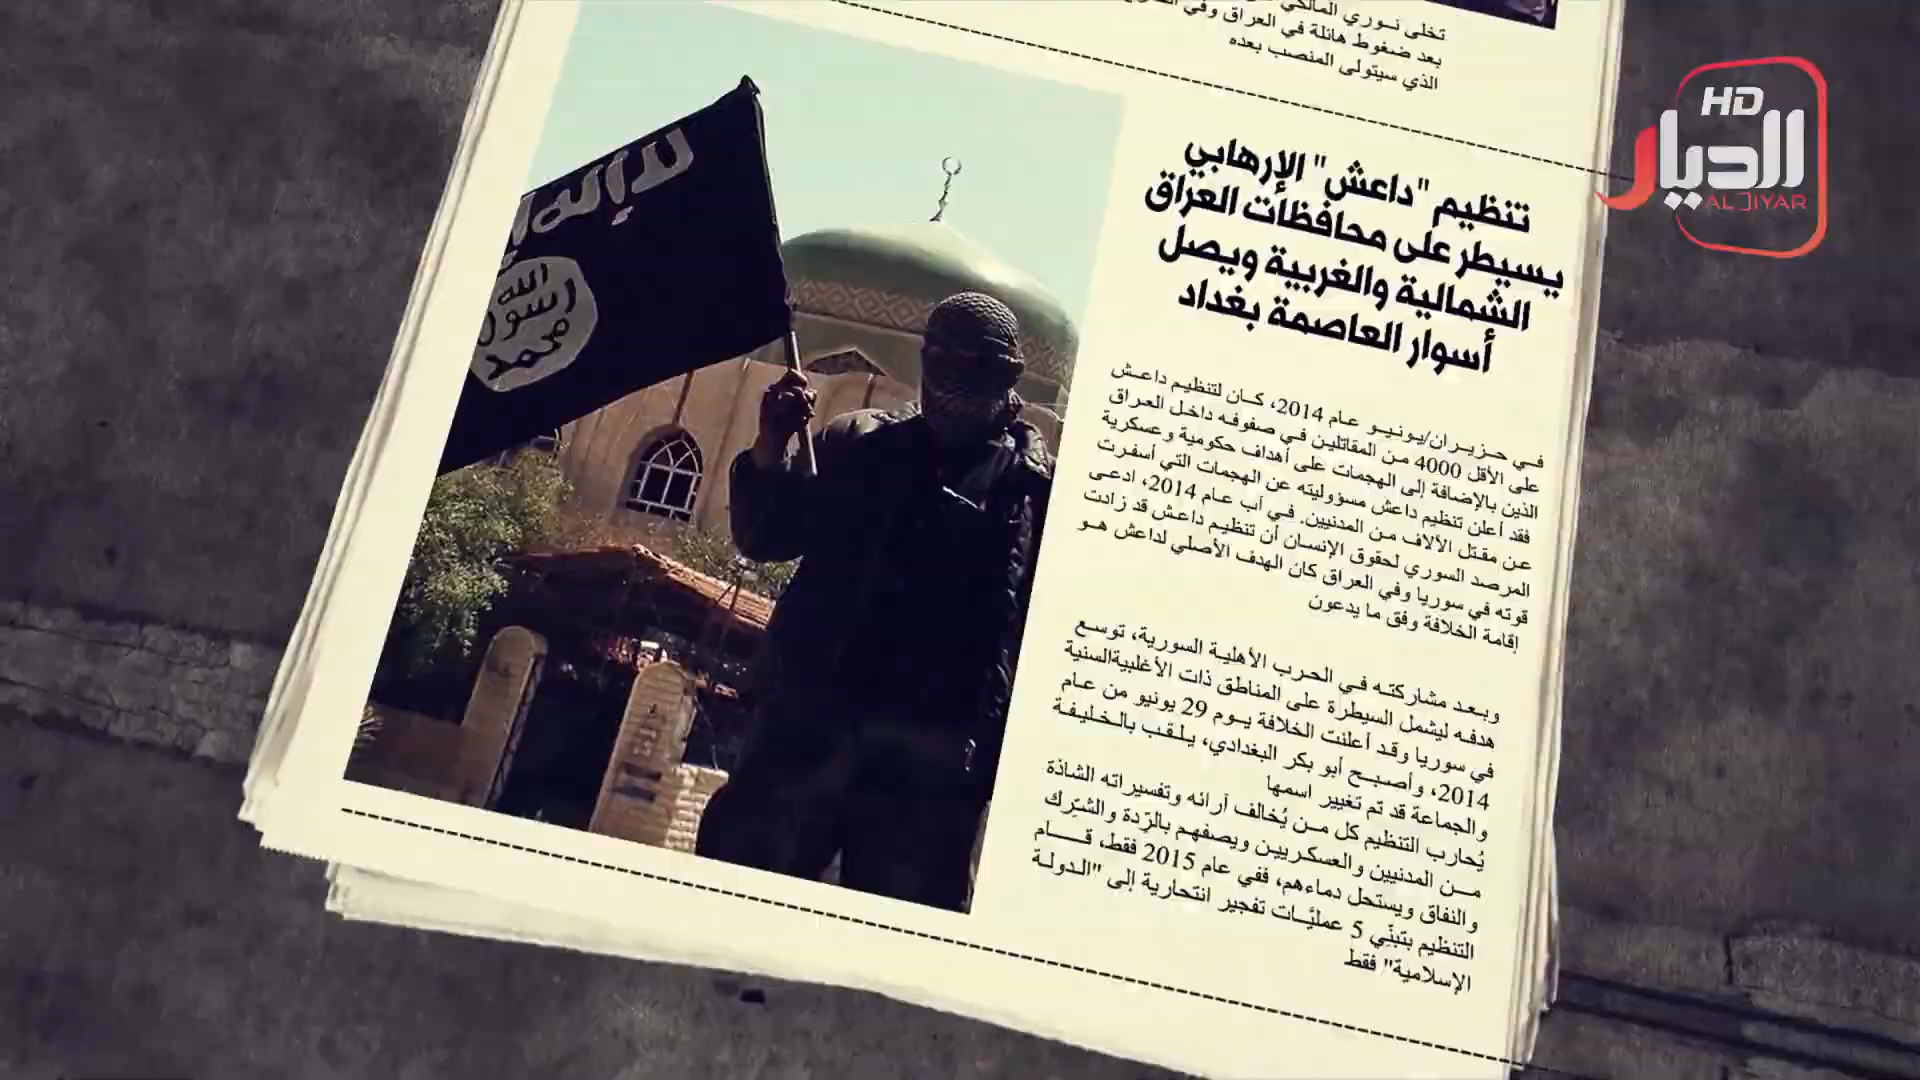 تخلى نوري المالكي
بعد ضغوط هائلة في العراق وفي
الذي سيتولى المنصب بعده
HD
الديار
ALDIYAR
تنظيم "داعش" الإرهابي
يسيطر على محافظات العراق
الشمالية والغربية ويصل
أسوار العاصمة بغداد
لا إله إ
الله
رسول
محمد
في حزيران/يونيو عام 2014، كان لتنظيم داعش
على الأقل 4000 من المقاتلين في صفوفه داخل العراق
الذين بالإضافة إلى الهجمات على أهداف حكومية وعسكرية
فقد أعلن تنظيم داعش مسؤوليته عن الهجمات التي أسفرت
عن مقتل الآلاف من المدنيين. في آب عام 2014، ادعى
المرصد السوري لحقوق الإنسان أن تنظيم داعش قد زادت
قوته في سوريا وفي العراق كان الهدف الأصلي لداعش هو
إقامة الخلافة وفق ما يدعون
وبعد مشاركته في الحرب الأهلية السورية، توسع
هدفه ليشمل السيطرة على المناطق ذات الأغلبيةالسنية
في سوريا وقد أعلنت الخلافة يوم 29 يونيو من عام
2014، وأصبح أبو بكر البغدادي، يلقب بالخليفة
والجماعة قد تم تغيير اسمها
يُحارب التنظيم كل من يُخالف آرائه وتفسيراته الشاذة
من المدنيين والعسكريين ويصفهم بالرِّدة والشِّرك
والنفاق ويستحل دماءهم، ففي عام 2015 فقط، قام
التنظيم بتبنّي 5 عمليَّات تفجير انتحارية إلى "الدولة
الإسلامية" فقط